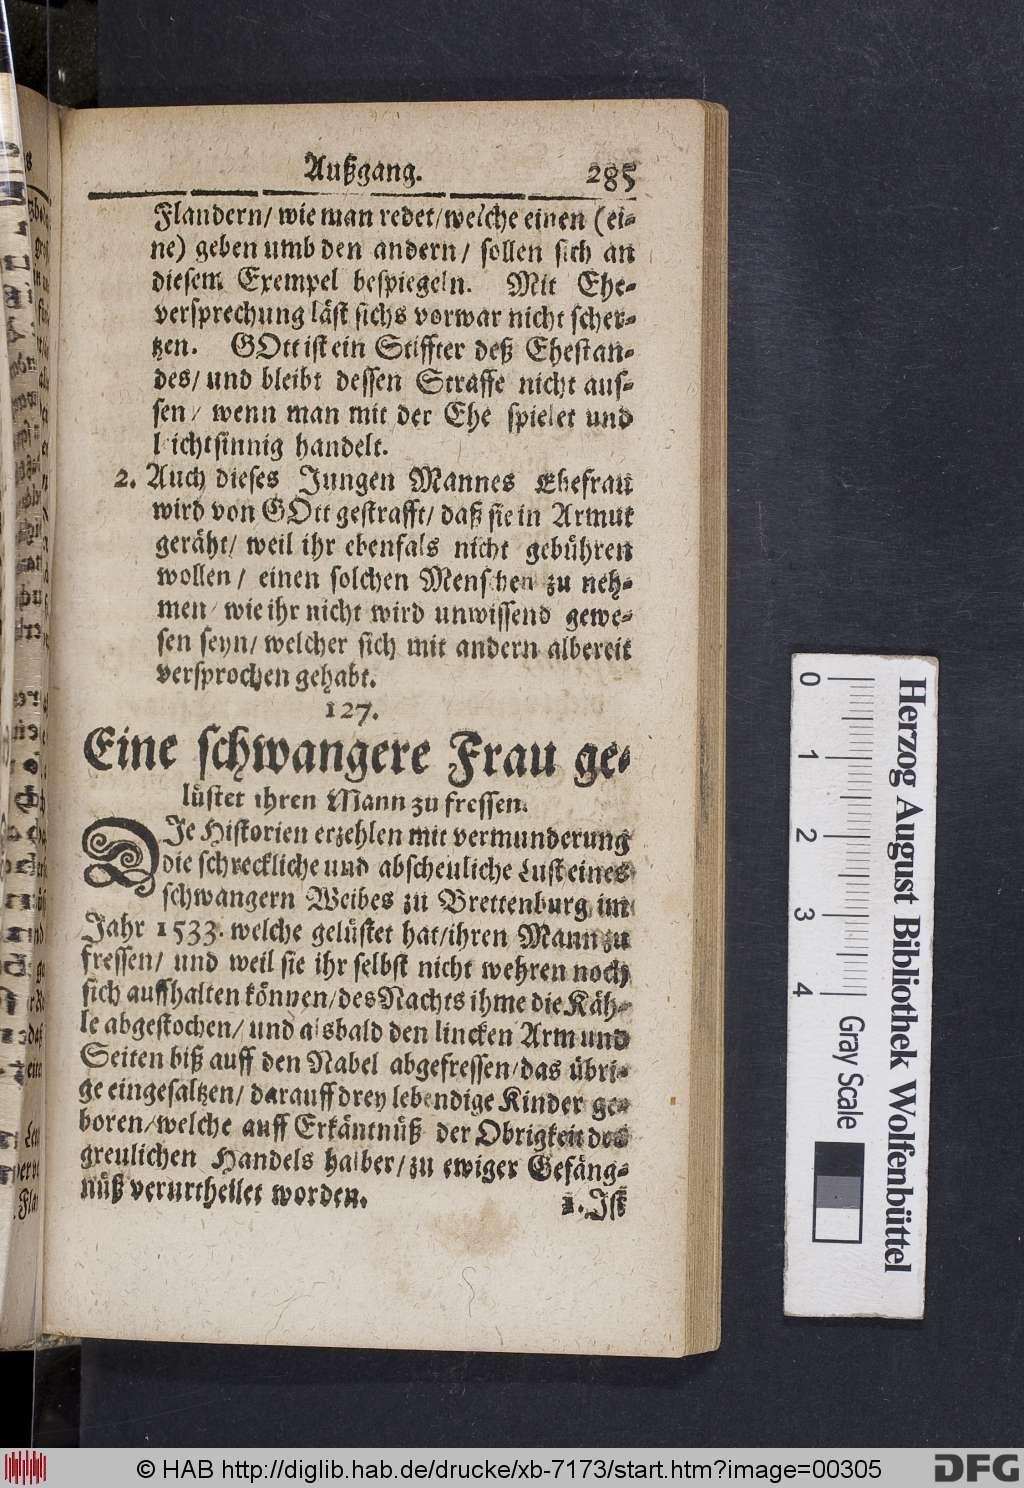 Außgang. 285
Flandern/ wie man redet/ welche einen (ei-
ne) geben umb den andern/ sollen sich an
diesem Exempel bespiegeln. Mit Ehe-
versprechung läst sichs vorwar nicht scher-
tzen. GOtt ist ein Stiffter deß Ehestan-
des/ und bleibt dessen Straffe nicht aus-
sen/ wenn man mit der Ehe spielet und
leichtsinnig handelt.
2. Auch dieses Jungen Mannes Ehefrau
wird von GOtt gestrafft/ daß sie in Armut
geräht/ weil ihr ebenfals nicht gebühren
wollen/ einen solchen Menschen zu neh-
men/ wie ihr nicht wird unwissend gewe-
sen seyn/ welcher sich mit andern albereit
versprochen gehabt.
127.
Eine schwangere Frau ge-
lüstet ihren Mann zu fressen.
DJe Historien erzehlen mit vermunderung
die schreckliche und abscheuliche Lust eines
schwangern Weibes zu Brettenburg im
Jahr 1533. welche gelüstet hat/ ihren Mann zu
fressen/ und weil sie ihr selbst nicht wehren noch
sich auffhalten können/ des Nachts ihme die Käh-
le abgestochen/ und alsbald den lincken Arm und
Seiten biß auff den Nabel abgefressen/ das übri-
ge eingesaltzen/ darauff drey lebendige Kinder ge-
boren/ welche auff Erkäntnüß der Obrigkeit des
greulichen Handels halber/ zu ewiger Gefäng-
nüß verurtheilet worden.
1. Jst
Herzog August Bibliothek Wolfenbüttel
0 1 2 3 4
Gray Scale
© HAB http://diglib.hab.de/drucke/xb-7173/start.htm?image=00305
DFG